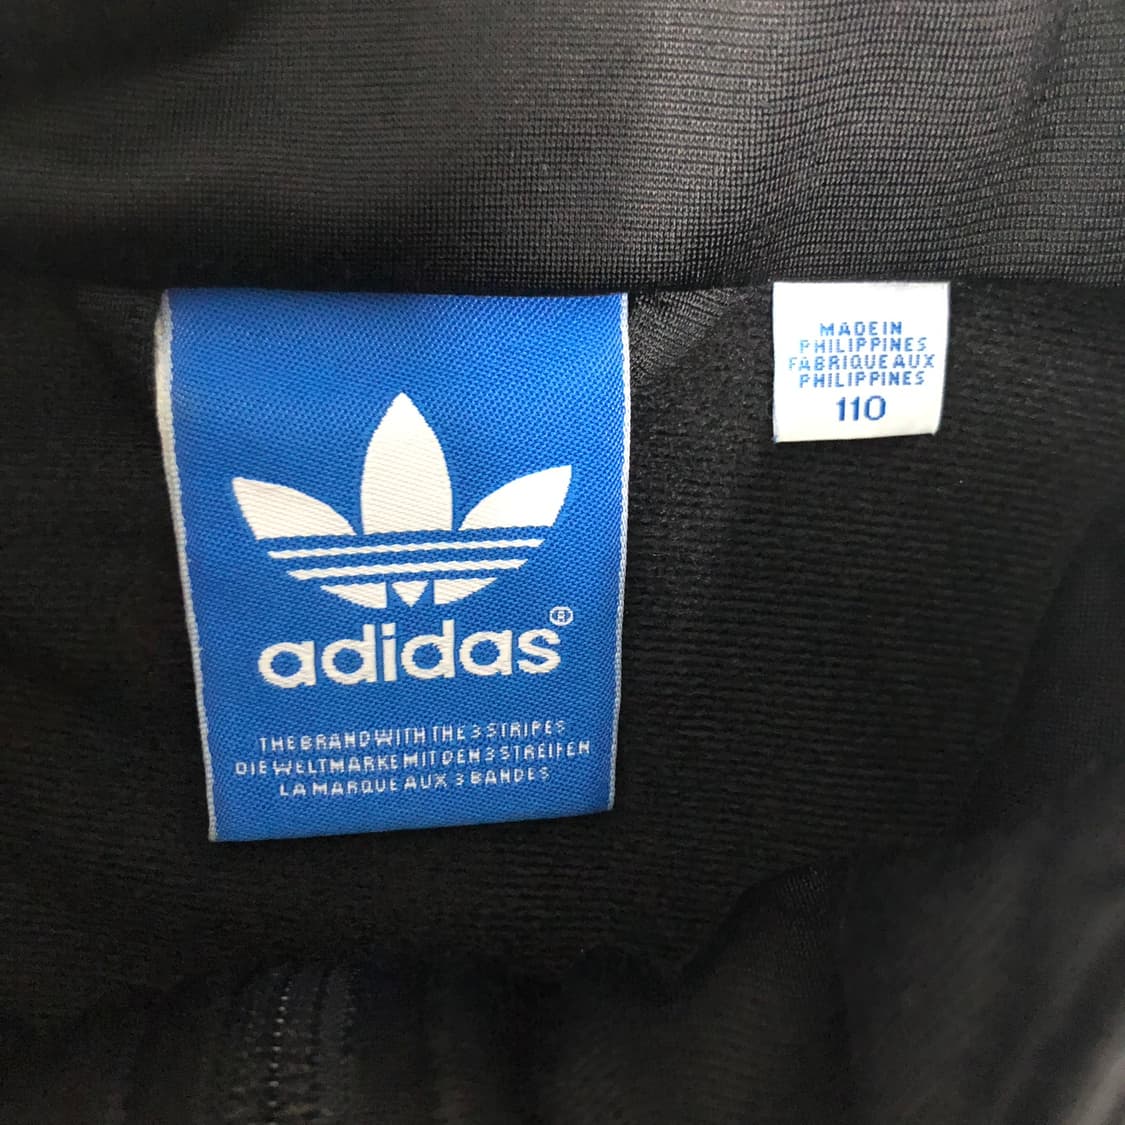 adidas®
THE BRAND WITH THE 3 STRIPES
DIE WELTMARKE MIT DEN 3 STREIFEN
LA MARQUE AUX 3 BANDES
MADE IN
PHILIPPINES
FABRIQUE AUX
PHILIPPINES
110